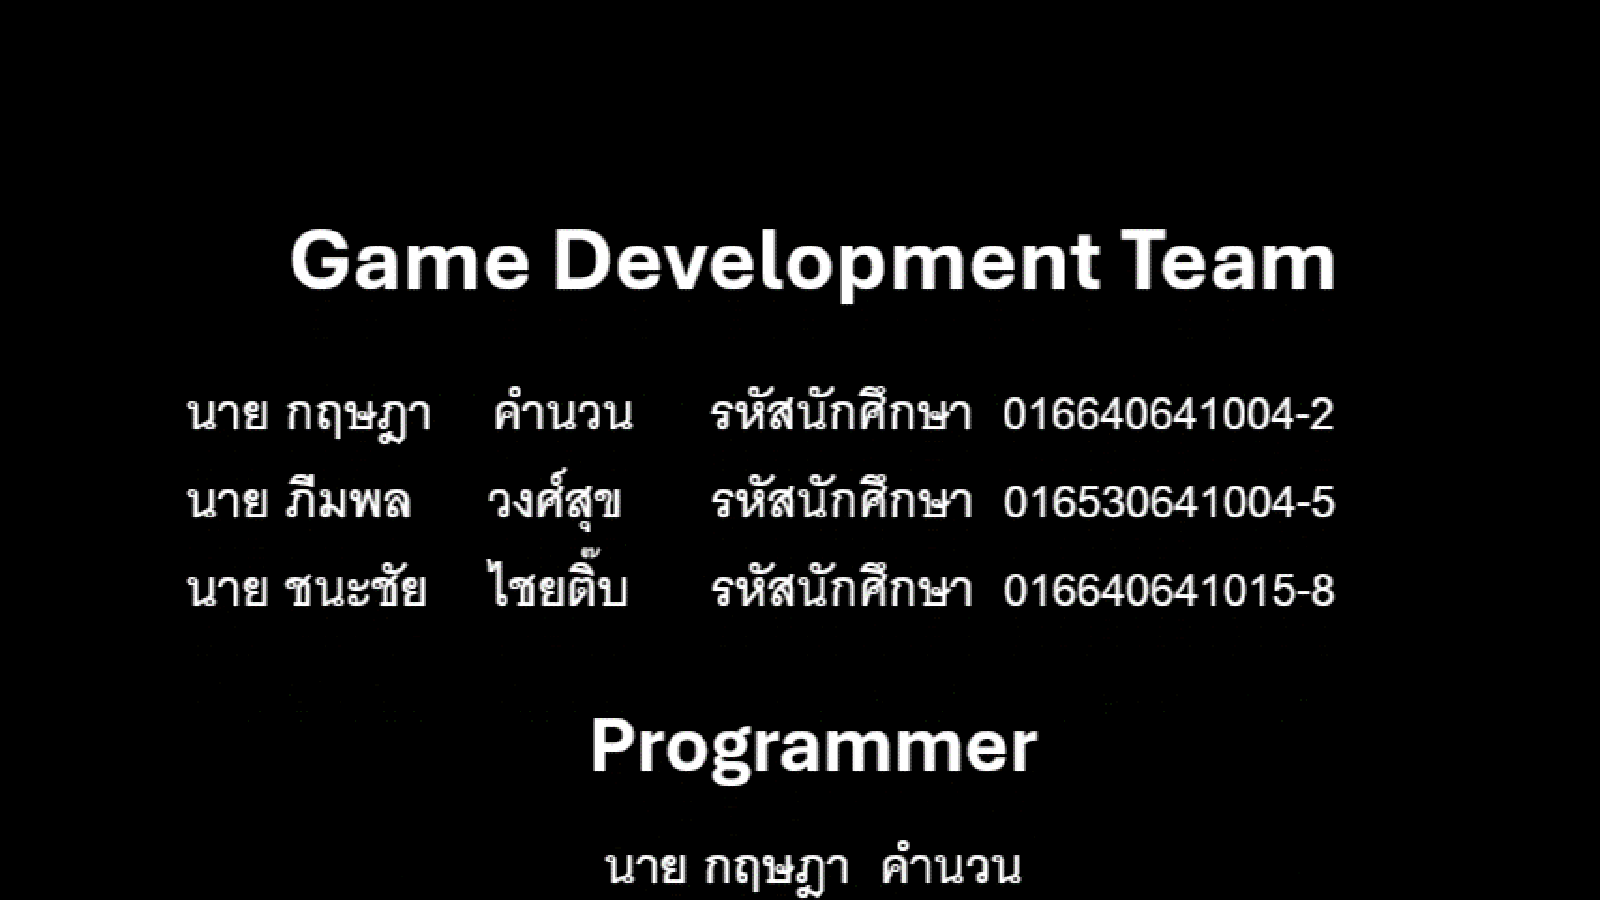 Game Development Team
นาย กฤษฎา คำนวน รหัสนักศึกษา 016640641004-2
นาย ภีมพล วงศ์สุข รหัสนักศึกษา 016530641004-5
นาย ชนะชัย ไชยติ๊บ รหัสนักศึกษา 016640641015-8
Programmer
นาย กฤษฎา คำนวน